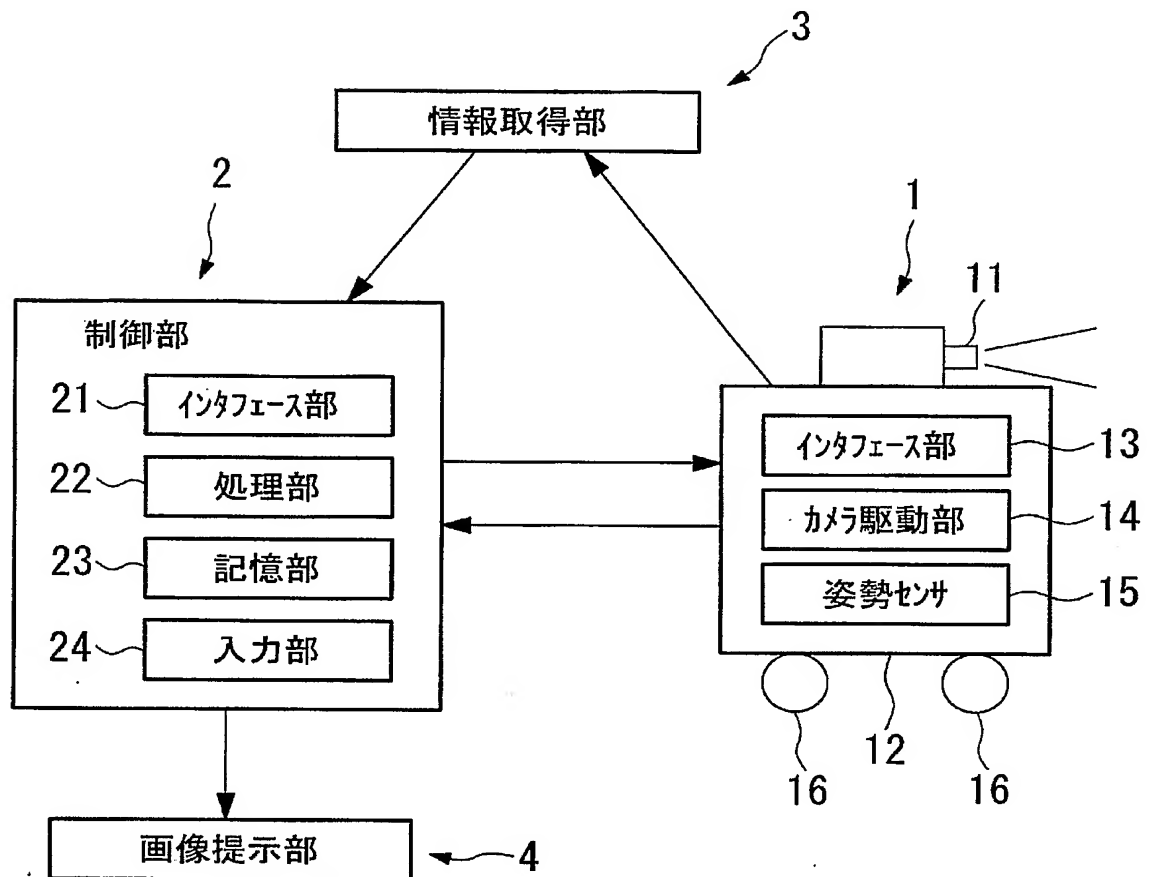 3
情報取得部
2
1
11
制御部
21
ｲﾝﾀﾌｪｰｽ部
22
処理部
23
記憶部
24
入力部
ｲﾝﾀﾌｪｰｽ部
13
ｶﾒﾗ駆動部
14
姿勢ｾﾝｻ
15
16
12
16
画像提示部
4